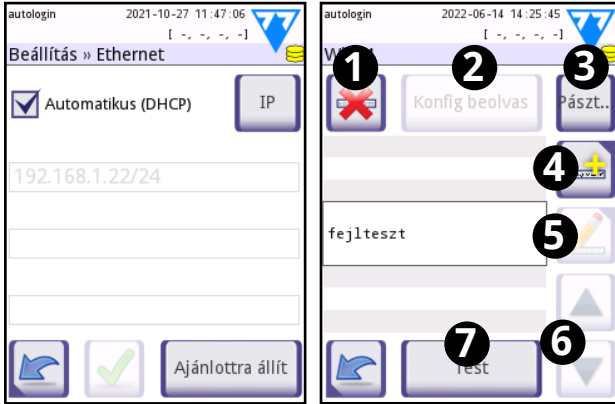 autologin 2021-10-27 11:47:06
[ -, -, -, -]
Beállítás » Ethernet
Automatikus (DHCP)
IP
192.168.1.22/24
Ajánlottra állít
autologin 2022-06-14 14:25:45
[ -, -, -, -]
1
2
3
Konfig beolvas
Pászt..
4
fejlteszt
5
7
6
Test